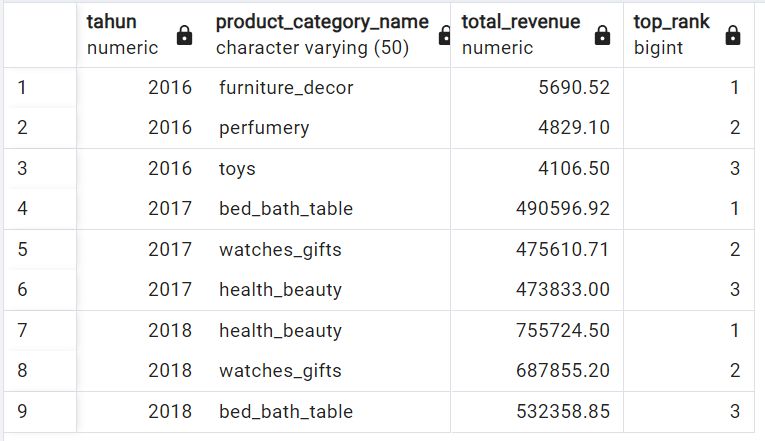 tahun product_category_name total_revenue top_rank
numeric character varying (50) numeric bigint
1 2016 furniture_decor 5690.52 1
2 2016 perfumery 4829.10 2
3 2016 toys 4106.50 3
4 2017 bed_bath_table 490596.92 1
5 2017 watches_gifts 475610.71 2
6 2017 health_beauty 473833.00 3
7 2018 health_beauty 755724.50 1
8 2018 watches_gifts 687855.20 2
9 2018 bed_bath_table 532358.85 3